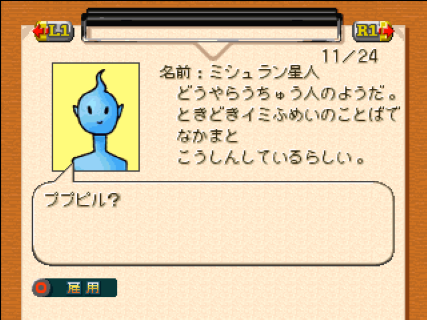 L1
R1
11/24
名前:ミシュラン星人
どうやらうちゅう人のようだ。
ときどきイミふめいのことばで
なかまと
こうしんしているらしい。
ププピル?
雇用